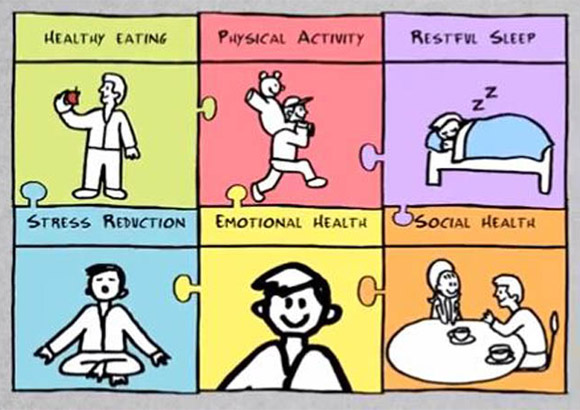 HEALTHY EATING
PHYSICAL ACTIVITY
RESTFUL SLEEP
Z Z
STRESS REDUCTION
EMOTIONAL HEALTH
SOCIAL HEALTH